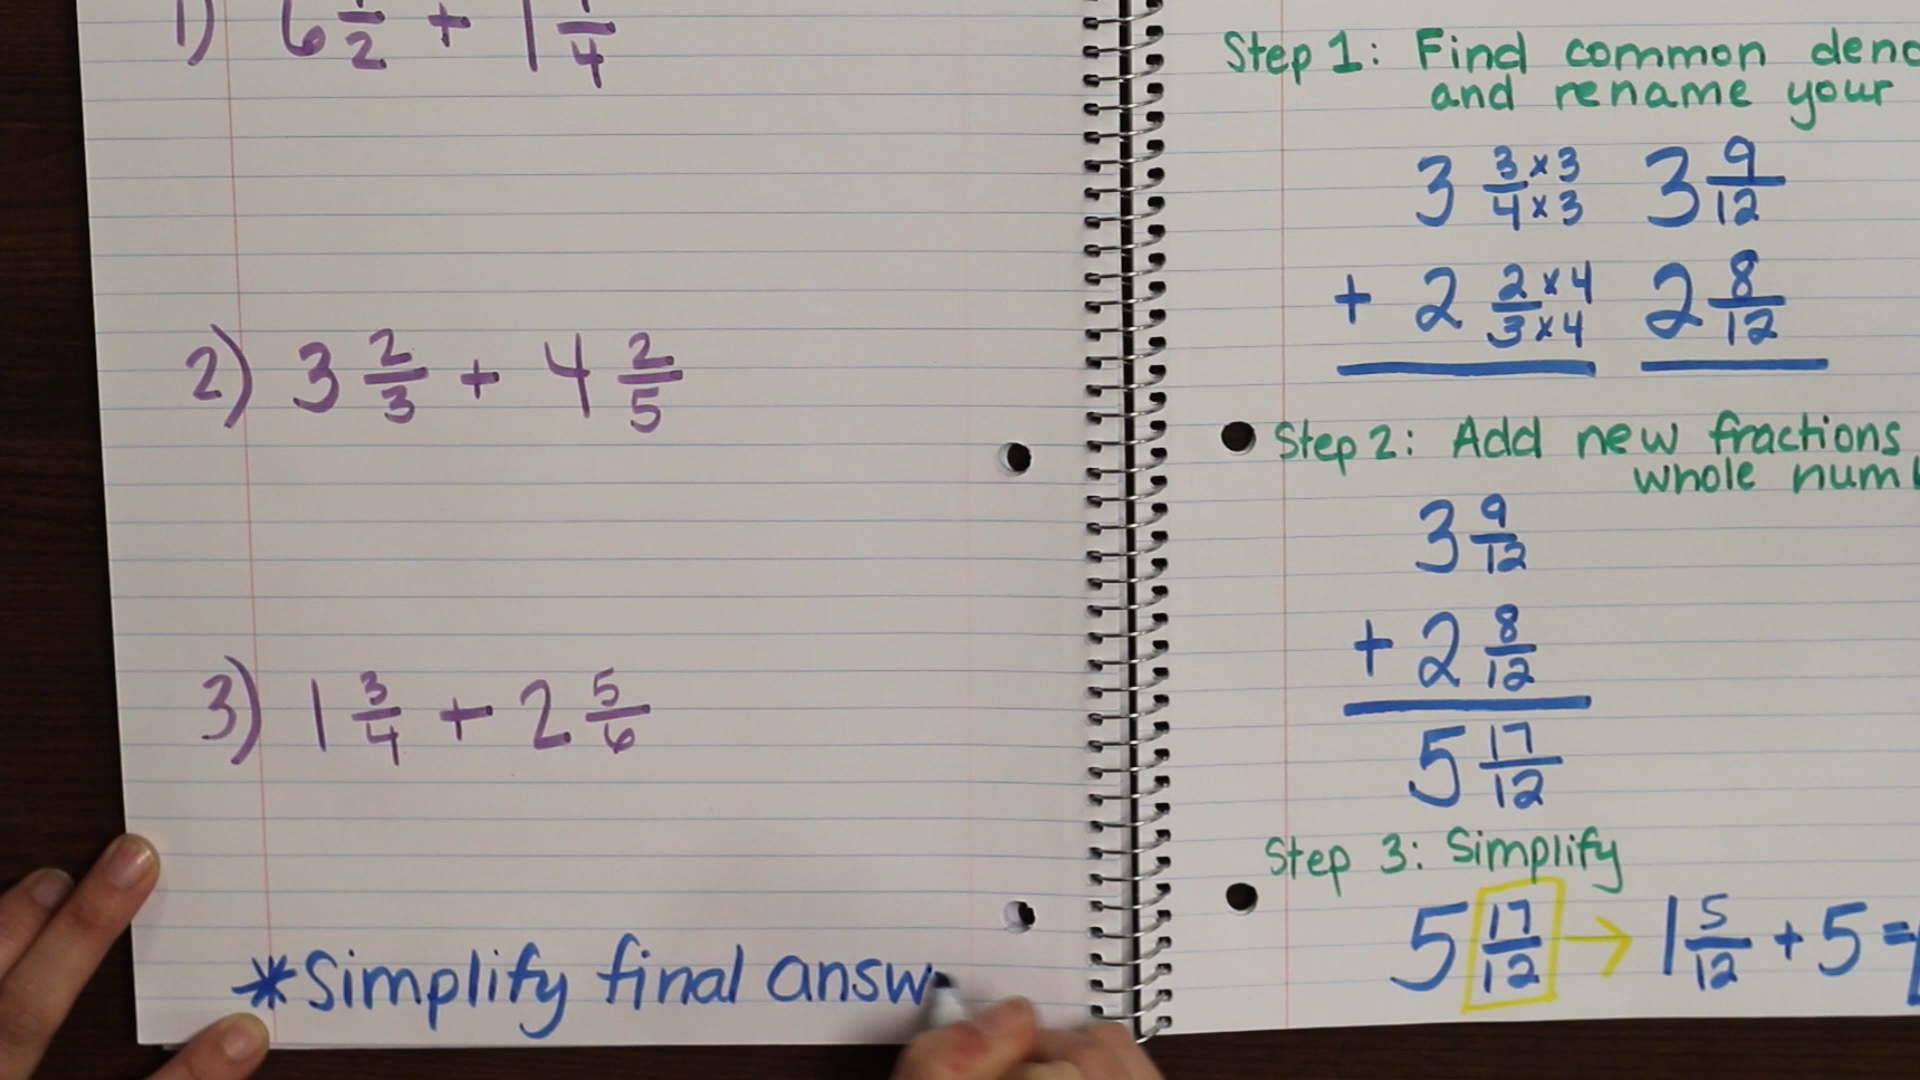 1) 6 1/2 + 1 1/4
2) 3 2/3 + 4 2/5
3) 1 3/4 + 2 5/6
*Simplify final answ
Step 1: Find common deno
and rename your
3 3/4 x 3/3 3 9/12
+ 2 2/3 x 4/4 2 8/12
Step 2: Add new fractions
whole num
3 9/12
+ 2 8/12
5 17/12
Step 3: Simplify
5 17/12 → 1 5/12 + 5 =